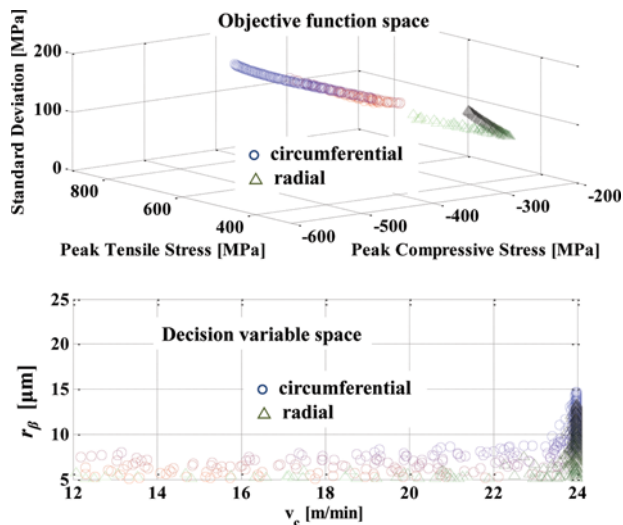 Objective function space
Standard Deviation [MPa]
200
100
0
circumferential
radial
800
600
400
-600
-500
-400
-300
-200
Peak Tensile Stress [MPa]
Peak Compressive Stress [MPa]
25
20
15
10
5
rβ [µm]
Decision variable space
circumferential
radial
12 14 16 18 20 22 24
[m/min]